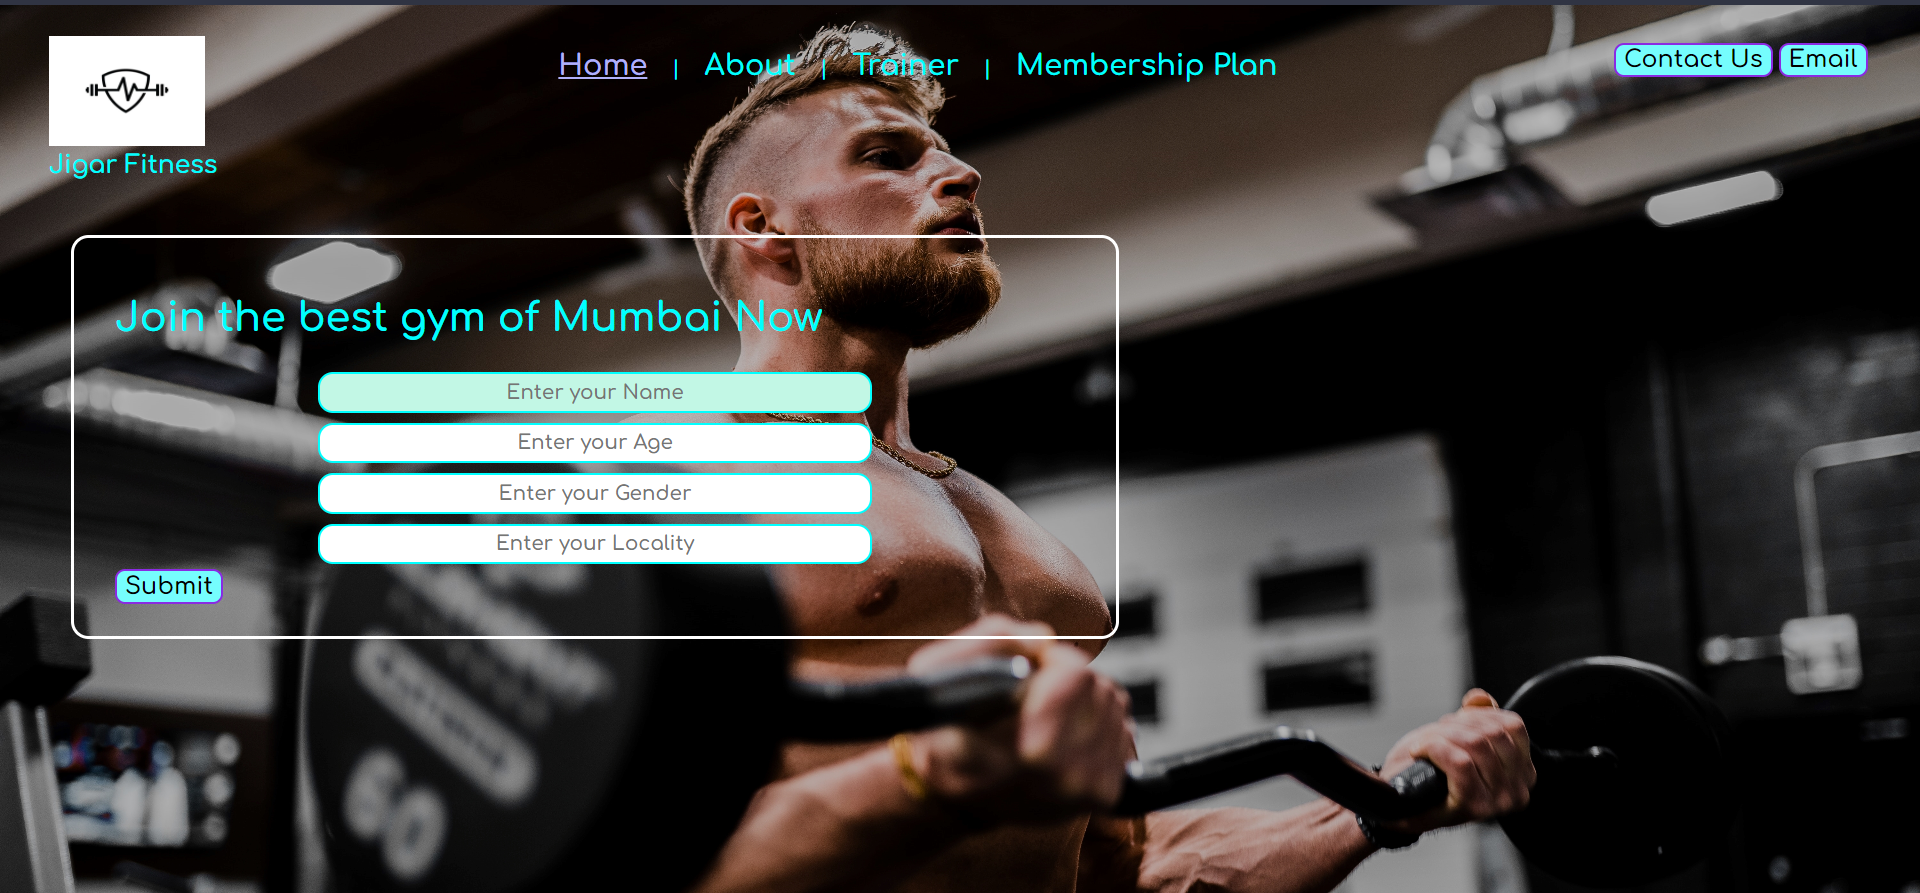 Home | About | Trainer | Membership Plan
Contact Us Email
Jigar Fitness
Join the best gym of Mumbai Now
Enter your Name
Enter your Age
Enter your Gender
Enter your Locality
Submit
60